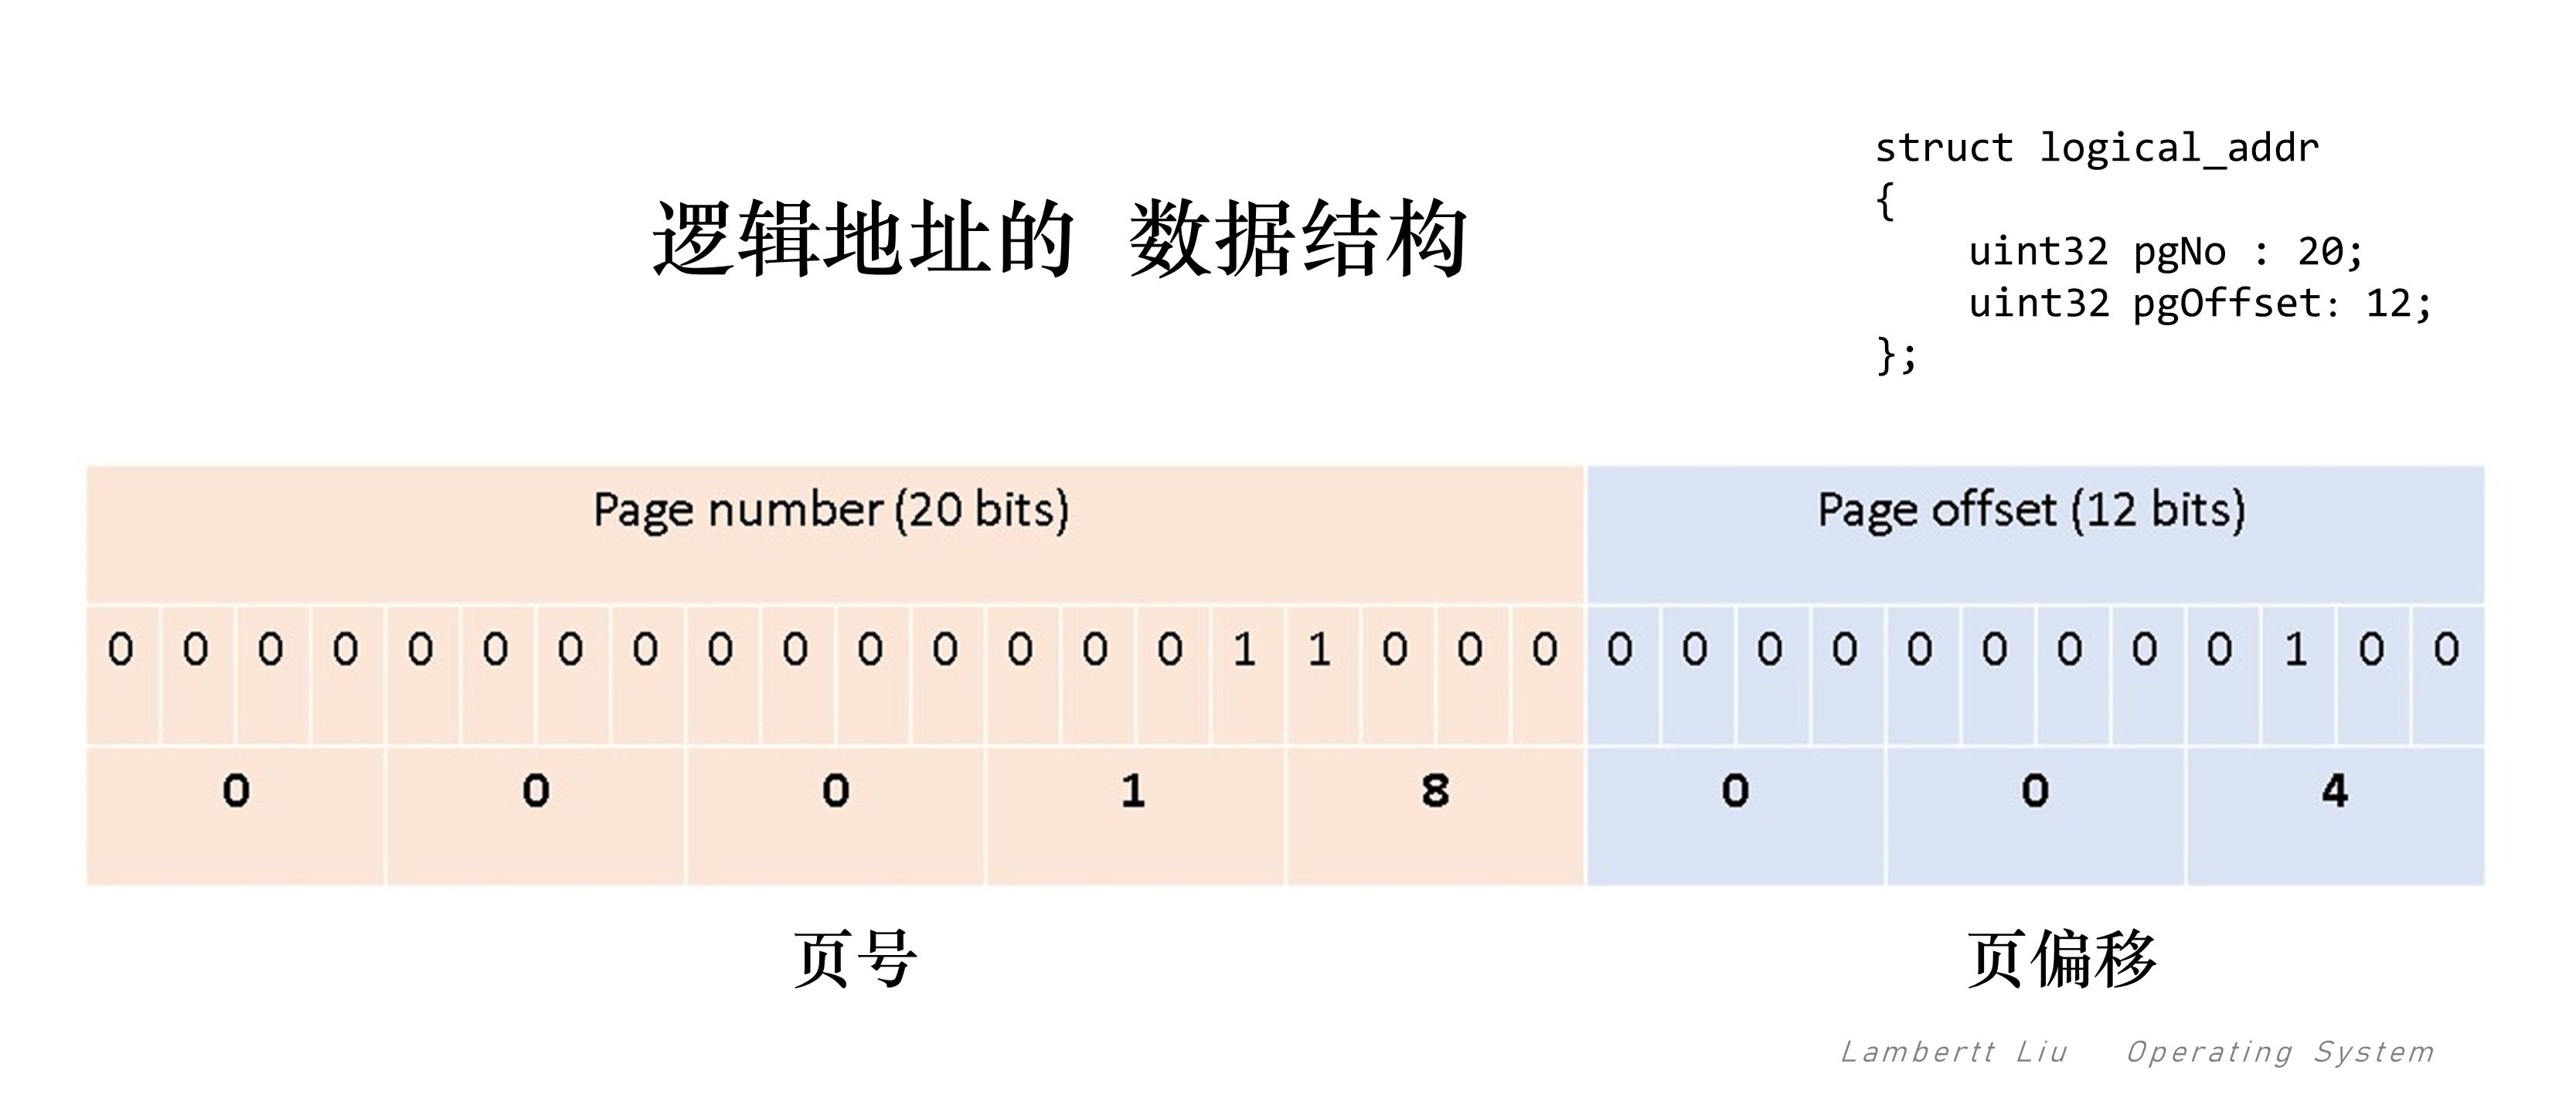 struct logical_addr
{
逻辑地址的 数据结构
uint32 pgNo : 20;
uint32 pgOffset: 12;
};
Page number (20 bits) Page offset (12 bits)
0 0 0 0 0 0 0 0 0 0 0 0 0 0 0 1 1 0 0 0 0 0 0 0 0 0 0 0 0 1 0 0
0 0 0 1 8 0 0 4
页号 页偏移
Lambertt Liu Operating System